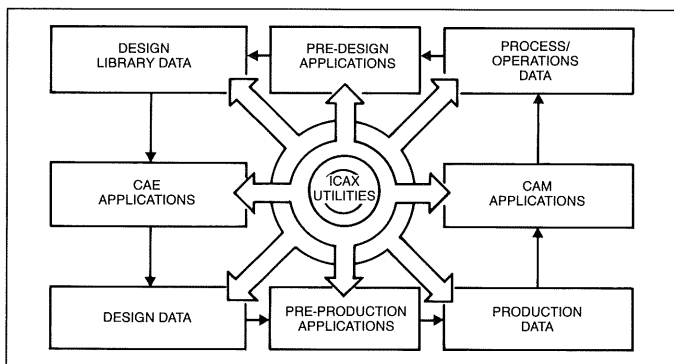 DESIGN
LIBRARY DATA
PRE-DESIGN
APPLICATIONS
PROCESS/
OPERATIONS
DATA
CAE
APPLICATIONS
ICAX
UTILITIES
CAM
APPLICATIONS
DESIGN DATA
PRE-PRODUCTION
APPLICATIONS
PRODUCTION
DATA